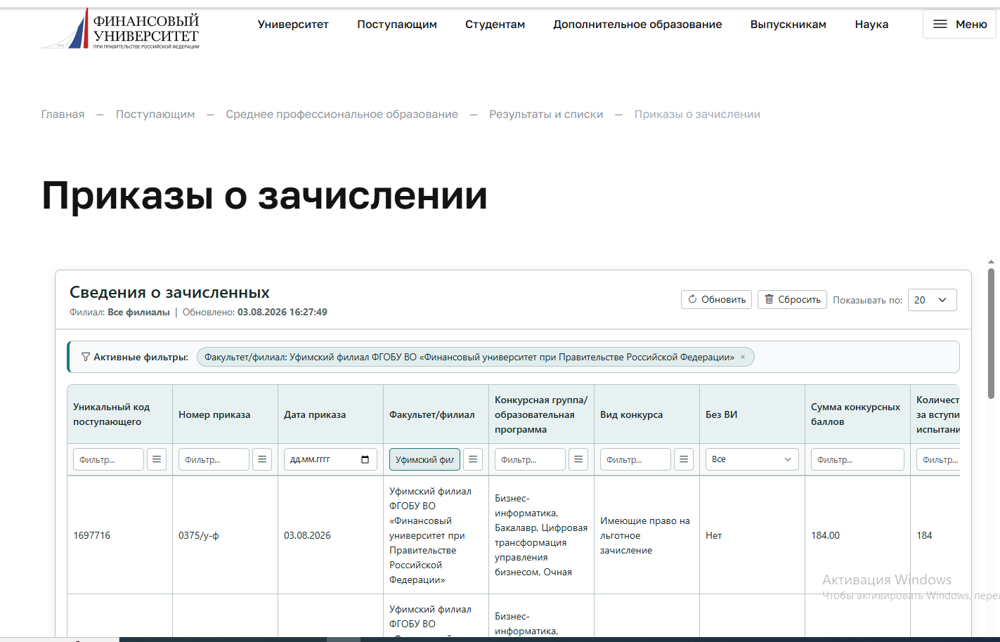 ФИНАНСОВЫЙ
УНИВЕРСИТЕТ
ПРИ ПРАВИТЕЛЬСТВЕ РОССИЙСКОЙ ФЕДЕРАЦИИ
Университет Поступающим Студентам Дополнительное образование Выпускникам Наука Меню
Главная — Поступающим — Среднее профессиональное образование — Результаты и списки — Приказы о зачислении
Приказы о зачислении
Сведения о зачисленных
Филиал: Все филиалы | Обновлено: 03.08.2026 16:27:49
Обновить Сбросить Показывать по: 20
Активные фильтры: Факультет/филиал: Уфимский филиал ФГОБУ ВО «Финансовый университет при Правительстве Российской Федерации» ×
Уникальный код
поступающего
Номер приказа
Дата приказа
Факультет/филиал
Конкурсная группа/
образовательная
программа
Вид конкурса
Без ВИ
Сумма конкурсных
баллов
Количест
за вступи
испытани
Фильтр... Фильтр... дд.мм.гггг Уфимский фил Фильтр... Фильтр... Все Фильтр... Фильтр...
1697716
0375/у-ф
03.08.2026
Уфимский филиал
ФГОБУ ВО
«Финансовый
университет при
Правительстве
Российской
Федерации»
Бизнес-
информатика,
Бакалавр, Цифровая
трансформация
управления
бизнесом, Очная
Имеющие право на
льготное
зачисление
Нет
184.00
184
Уфимский филиал
ФГОБУ ВО
Бизнес-
информатика,
Активация Windows
Чтобы активировать Windows, перей